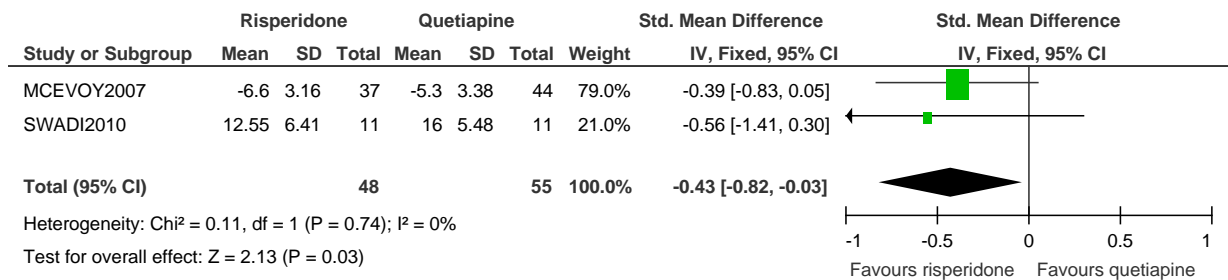 Risperidone Quetiapine Std. Mean Difference Std. Mean Difference
Study or Subgroup Mean SD Total Mean SD Total Weight IV, Fixed, 95% CI IV, Fixed, 95% CI
MCEVOY2007 -6.6 3.16 37 -5.3 3.38 44 79.0% -0.39 [-0.83, 0.05]
SWADI2010 12.55 6.41 11 16 5.48 11 21.0% -0.56 [-1.41, 0.30]
Total (95% CI) 48 55 100.0% -0.43 [-0.82, -0.03]
Heterogeneity: Chi² = 0.11, df = 1 (P = 0.74); I² = 0%
Test for overall effect: Z = 2.13 (P = 0.03)
-1 -0.5 0 0.5 1
Favours risperidone Favours quetiapine